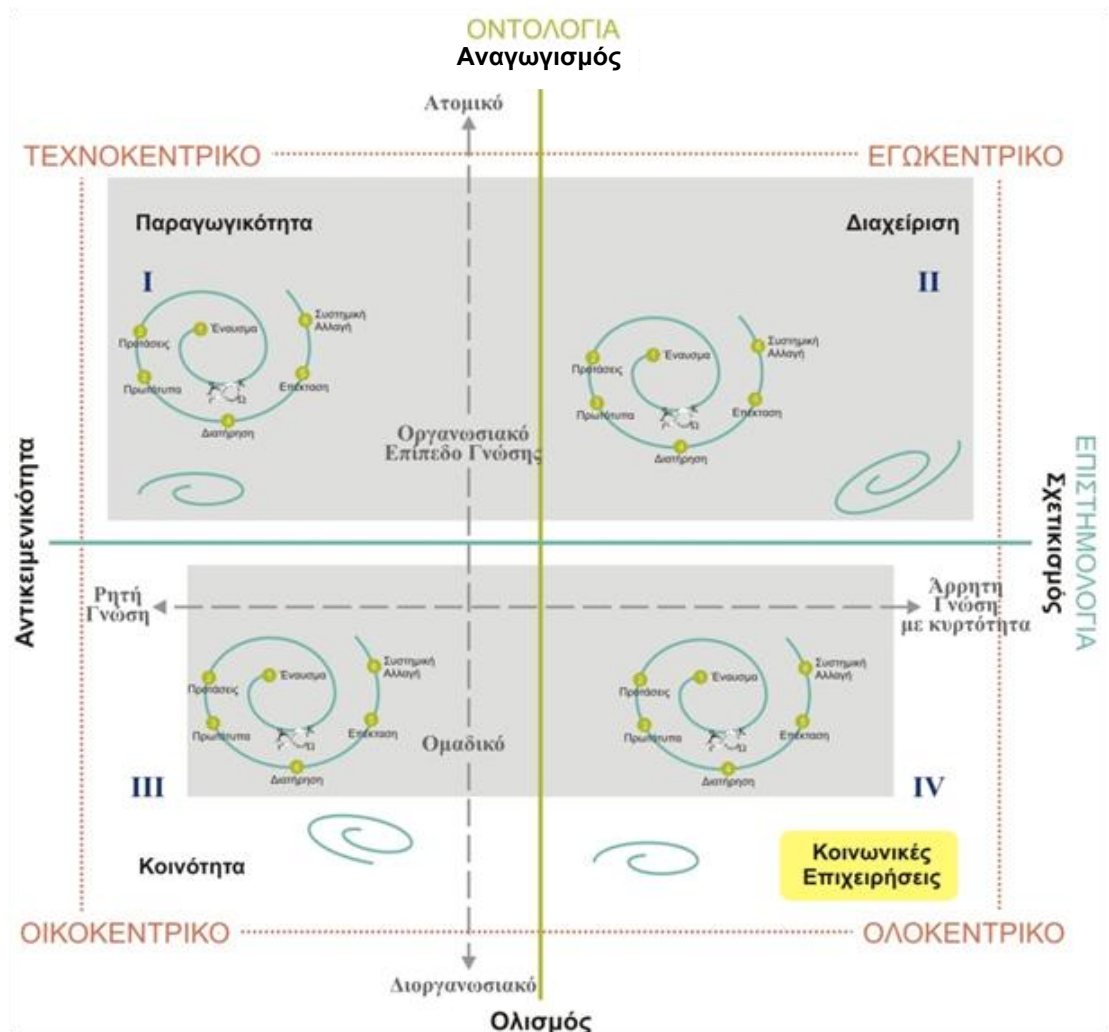 ΟΝΤΟΛΟΓΙΑ
Αναγωγισμός
Ατομικό
ΤΕΧΝΟΚΕΝΤΡΙΚΟ
ΕΓΩΚΕΝΤΡΙΚΟ
Παραγωγικότητα
Διαχείριση
I
II
Έναυσμα
Προτάσεις
Πρωτότυπα
Διατήρηση
Επέκταση
Συστημική
Αλλαγή
Έναυσμα
Προτάσεις
Πρωτότυπα
Διατήρηση
Επέκταση
Συστημική
Αλλαγή
Οργανωσιακό
Επίπεδο Γνώσης
Αντικειμενικότητα
Σχετικισμός
ΕΠΙΣΤΗΜΟΛΟΓΙΑ
Ρητή
Γνώση
Άρρητη
Γνώση
με κυρτότητα
Έναυσμα
Προτάσεις
Πρωτότυπα
Διατήρηση
Επέκταση
Συστημική
Αλλαγή
Έναυσμα
Προτάσεις
Πρωτότυπα
Διατήρηση
Επέκταση
Συστημική
Αλλαγή
Ομαδικό
III
IV
Κοινότητα
Κοινωνικές
Επιχειρήσεις
ΟΙΚΟΚΕΝΤΡΙΚΟ
ΟΛΟΚΕΝΤΡΙΚΟ
Διοργανωσιακό
Ολισμός